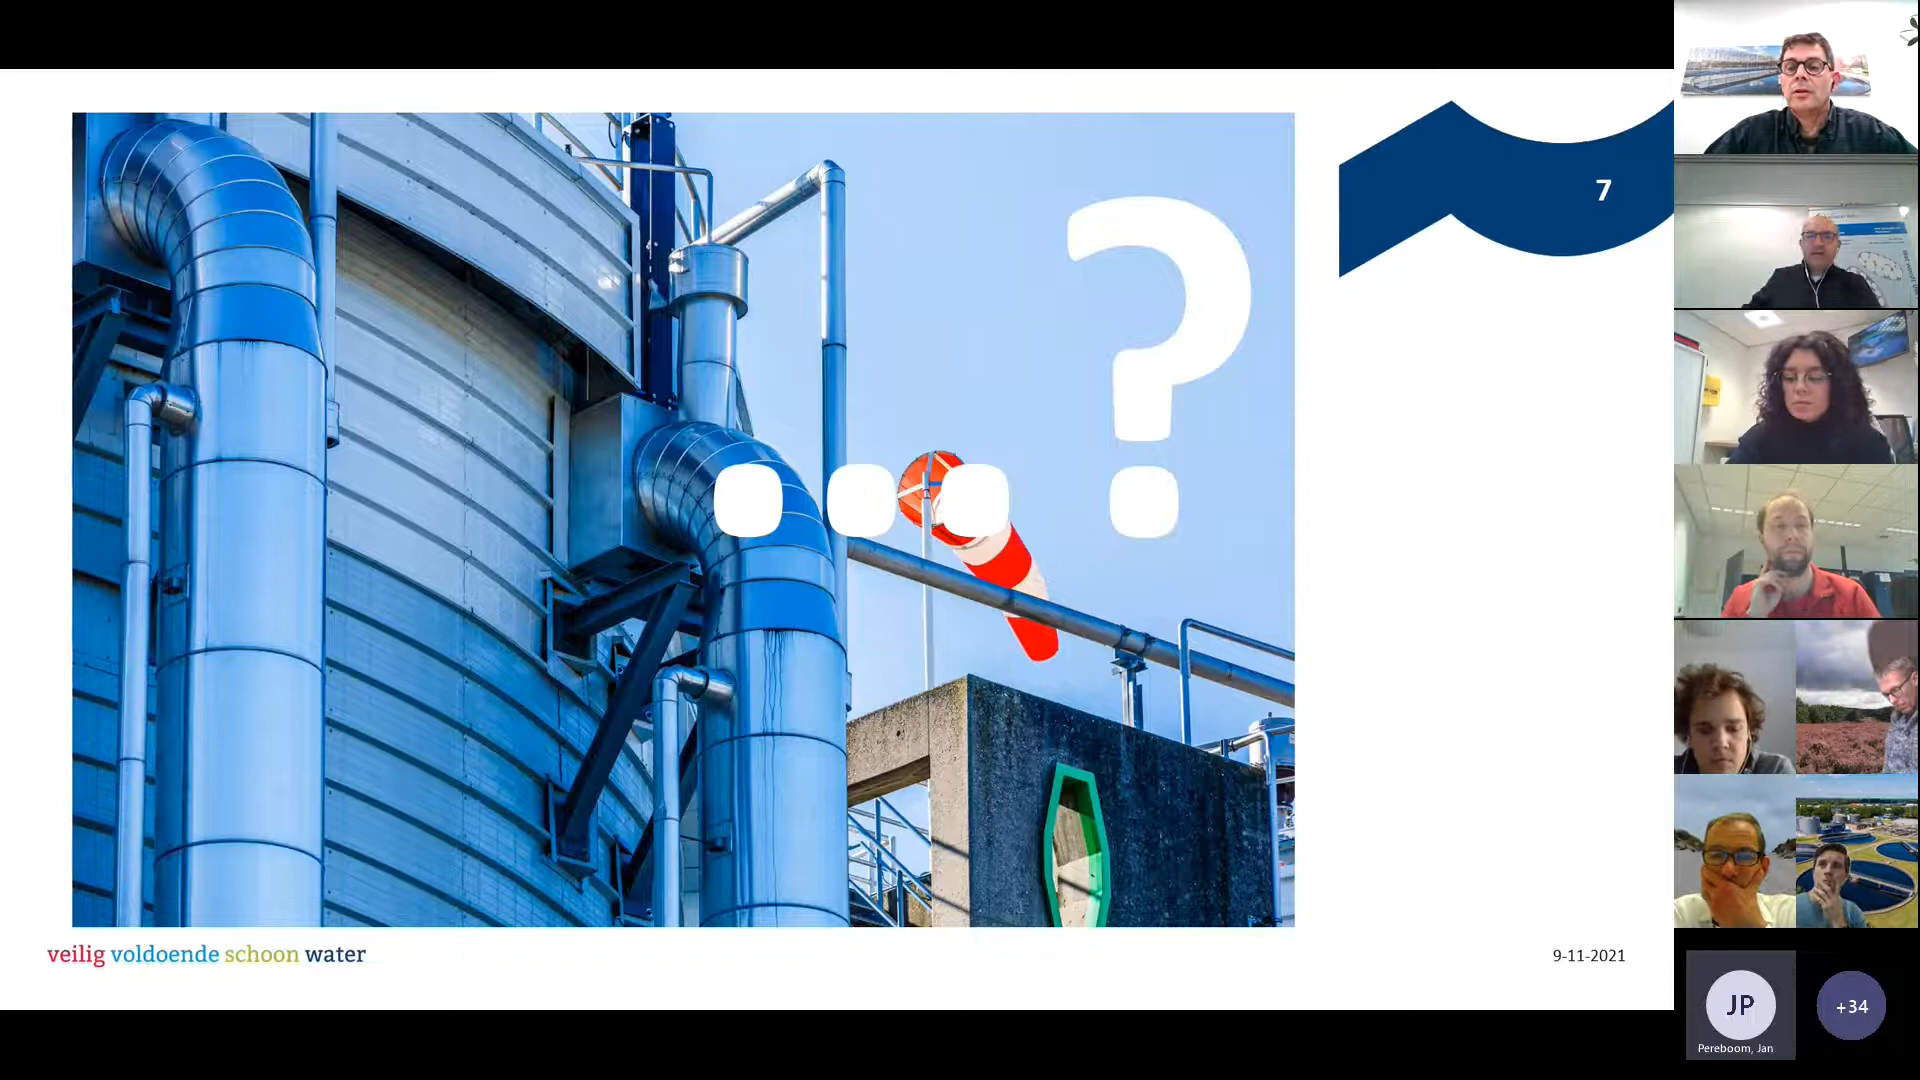 7
...?
veilig voldoende schoon water
9-11-2021
JP
Pereboom, Jan
+34